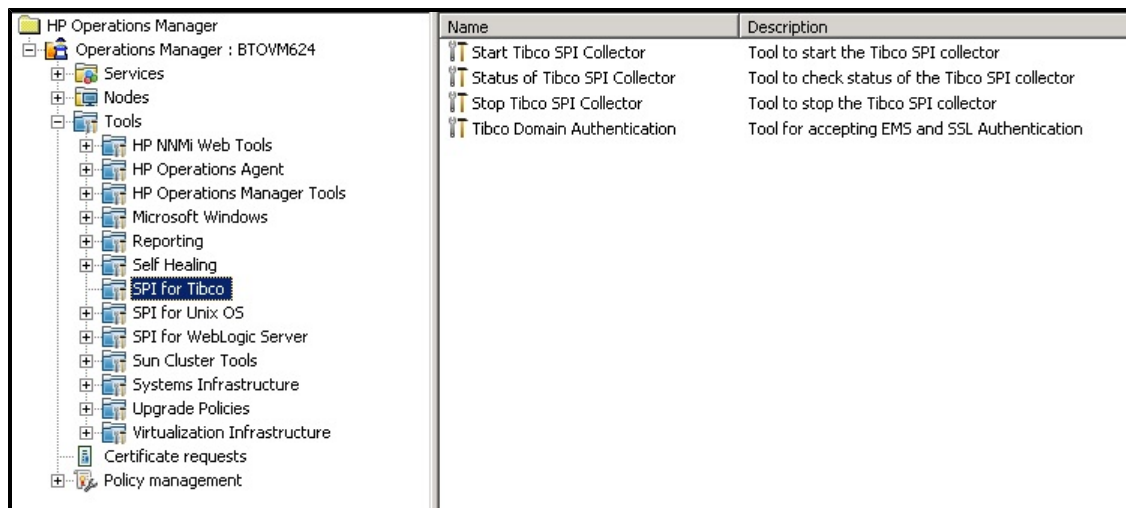 HP Operations Manager
Operations Manager : BTOVM624
Services
Nodes
Tools
HP NNMi Web Tools
HP Operations Agent
HP Operations Manager Tools
Microsoft Windows
Reporting
Self Healing
SPI for Tibco
SPI for Unix OS
SPI for WebLogic Server
Sun Cluster Tools
Systems Infrastructure
Upgrade Policies
Virtualization Infrastructure
Certificate requests
Policy management
Name Description
Start Tibco SPI Collector Tool to start the Tibco SPI collector
Status of Tibco SPI Collector Tool to check status of the Tibco SPI collector
Stop Tibco SPI Collector Tool to stop the Tibco SPI collector
Tibco Domain Authentication Tool for accepting EMS and SSL Authentication